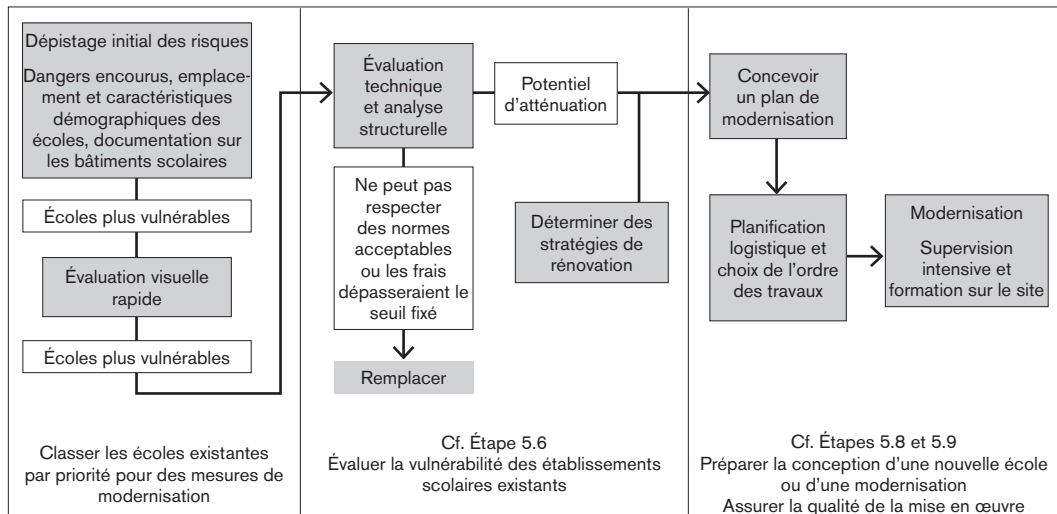 Dépistage initial des risques
Dangers encourus, emplace-
ment et caractéristiques
démographiques des
écoles, documentation sur
les bâtiments scolaires
Écoles plus vulnérables
Évaluation visuelle
rapide
Écoles plus vulnérables
Classer les écoles existantes
par priorité pour des mesures de
modernisation
Évaluation
technique
et analyse
structurelle
Potentiel
d’atténuation
Ne peut pas
respecter
des normes
acceptables
ou les frais
dépasseraient le
seuil fixé
Déterminer des
stratégies de
rénovation
Remplacer
Cf. Étape 5.6
Évaluer la vulnérabilité des établissements
scolaires existants
Concevoir
un plan de
modernisation
Planification
logistique et
choix de l’ordre
des travaux
Modernisation
Supervision
intensive et
formation sur le site
Cf. Étapes 5.8 et 5.9
Préparer la conception d’une nouvelle école
ou d’une modernisation
Assurer la qualité de la mise en œuvre